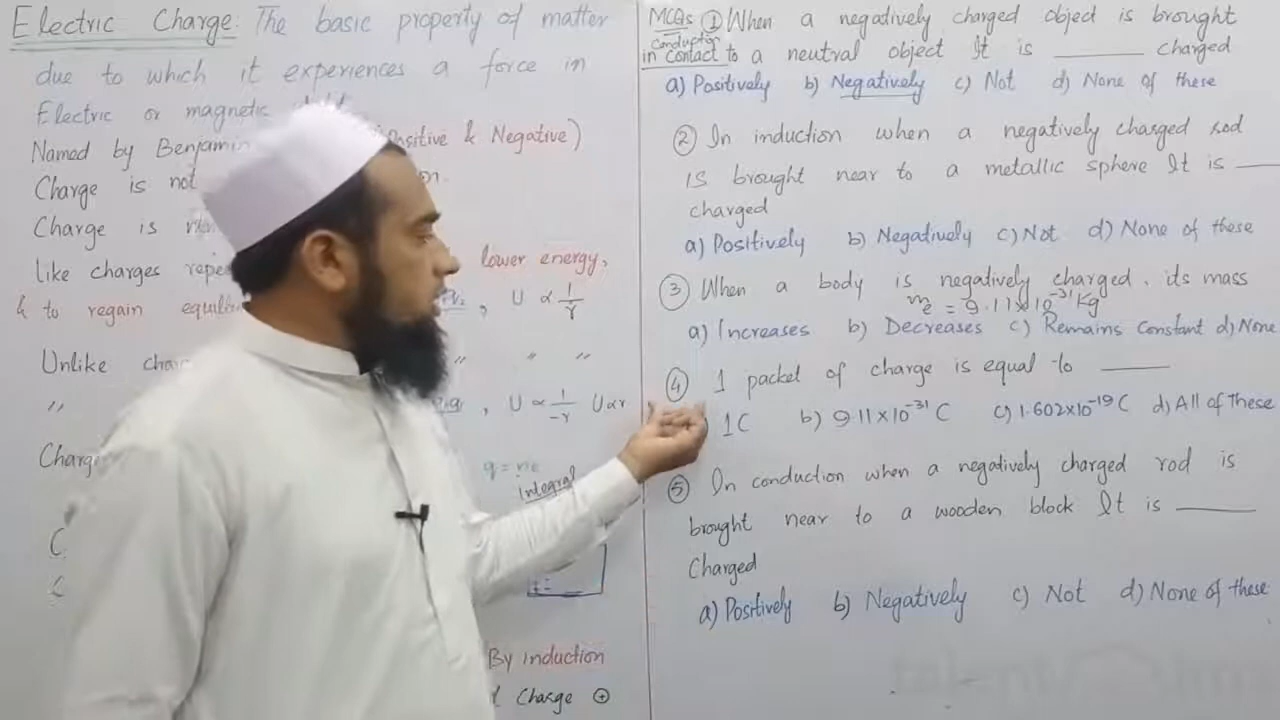 Electric Charge: The basic property of matter
due to which it experiences a force in
Electric or magnetic
Named by Benjamin (Positive & Negative)
Charge is not
Charge is
like charges lower energy,
& to regain , U ∝ 1/r
Unlike " "
" , U ∝ 1/-r U∝r
Charge q = ne
Integral
By induction
Charge ⊕
MCQs ① When a negatively charged object is brought
Conduction
in contact to a neutral object It is ______ charged
a) Positively b) Negatively c) Not d) None of these
② In induction when a negatively charged rod
is brought near to a metallic sphere It is ____
charged
a) Positively b) Negatively c) Not d) None of these
③ When a body is negatively charged, its mass
me = 9.11×10⁻³¹ Kg
a) Increases b) Decreases c) Remains Constant d) None
④ 1 packet of charge is equal to ______
1C b) 9.11×10⁻³¹ C c) 1.602×10⁻¹⁹ C d) All of These
⑤ In conduction when a negatively charged rod is
brought near to a wooden block It is ______
Charged
a) Positively b) Negatively c) Not d) None of these